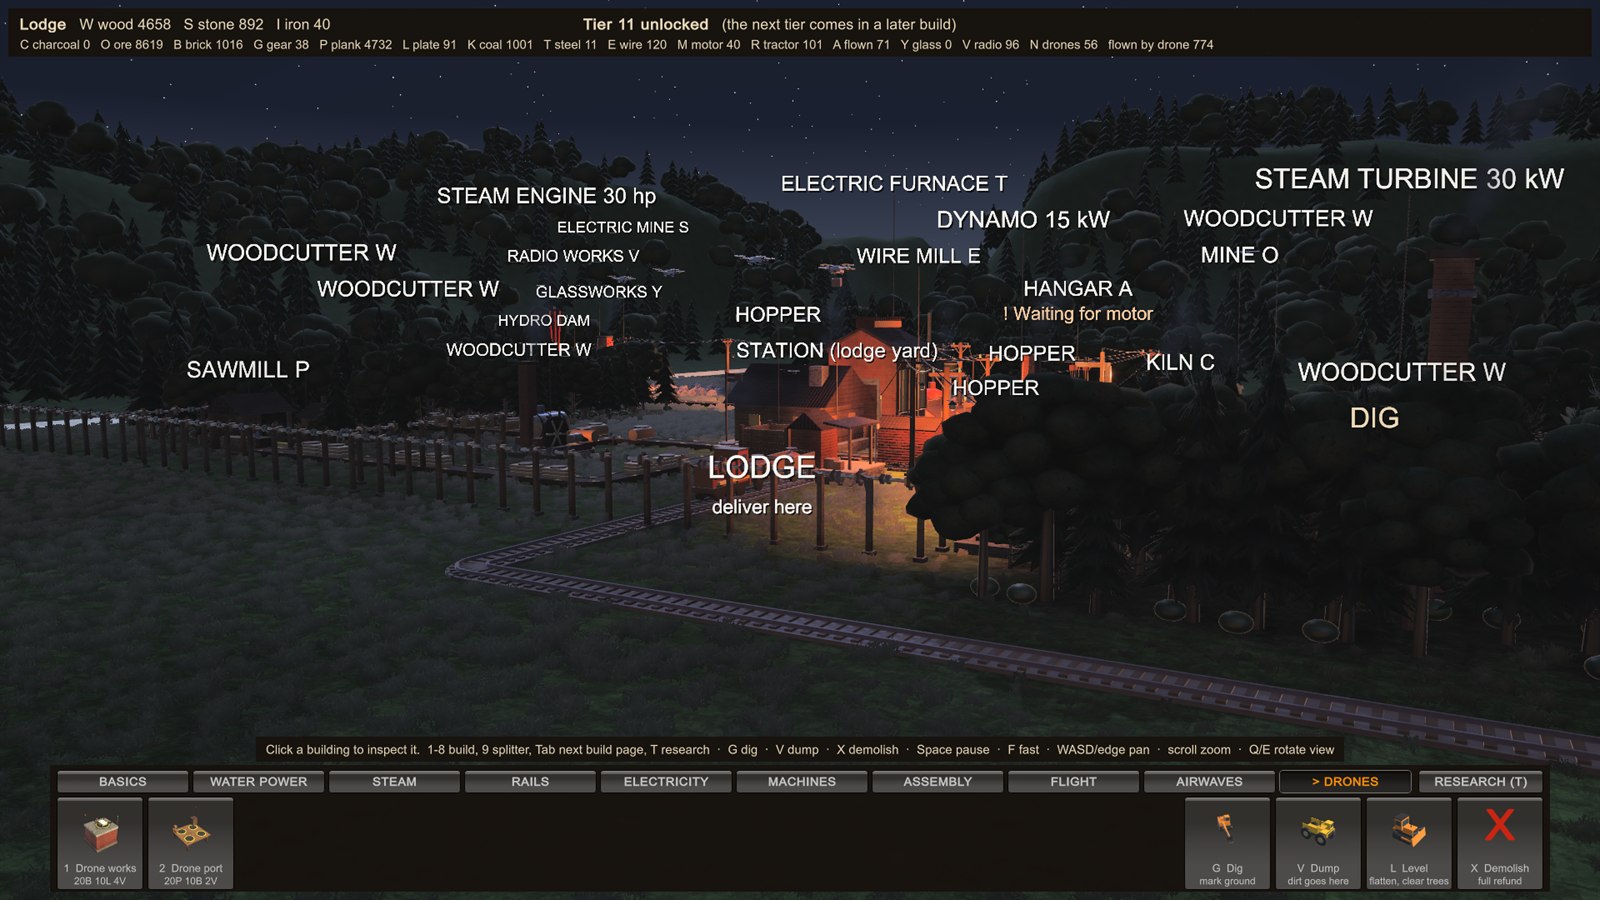 Lodge W wood 4658 S stone 892 I iron 40 Tier 11 unlocked (the next tier comes in a later build)
C charcoal 0 O ore 8619 B brick 1016 G gear 38 P plank 4732 L plate 91 K coal 1001 T steel 11 E wire 120 M motor 40 R tractor 101 A flown 71 Y glass 0 V radio 96 N drones 56 flown by drone 774
STEAM TURBINE 30 kW
ELECTRIC FURNACE T
STEAM ENGINE 30 hp
DYNAMO 15 kW
WOODCUTTER W
ELECTRIC MINE S
WOODCUTTER W
RADIO WORKS V
WIRE MILL E
MINE O
WOODCUTTER W
GLASSWORKS Y
HANGAR A
! Waiting for motor
HYDRO DAM
HOPPER
WOODCUTTER W
STATION (lodge yard)
HOPPER
KILN C
SAWMILL P
WOODCUTTER W
HOPPER
DIG
LODGE
deliver here
Click a building to inspect it. 1-8 build, 9 splitter, Tab next build page, T research · G dig · V dump · X demolish · Space pause · F fast · WASD/edge pan · scroll zoom · Q/E rotate view
BASICS WATER POWER STEAM RAILS ELECTRICITY MACHINES ASSEMBLY FLIGHT AIRWAVES > DRONES RESEARCH (T)
1 Drone works
20B 10L 4V
2 Drone port
20P 10B 2V
G Dig
mark ground
V Dump
dirt goes here
L Level
flatten, clear trees
X Demolish
full refund